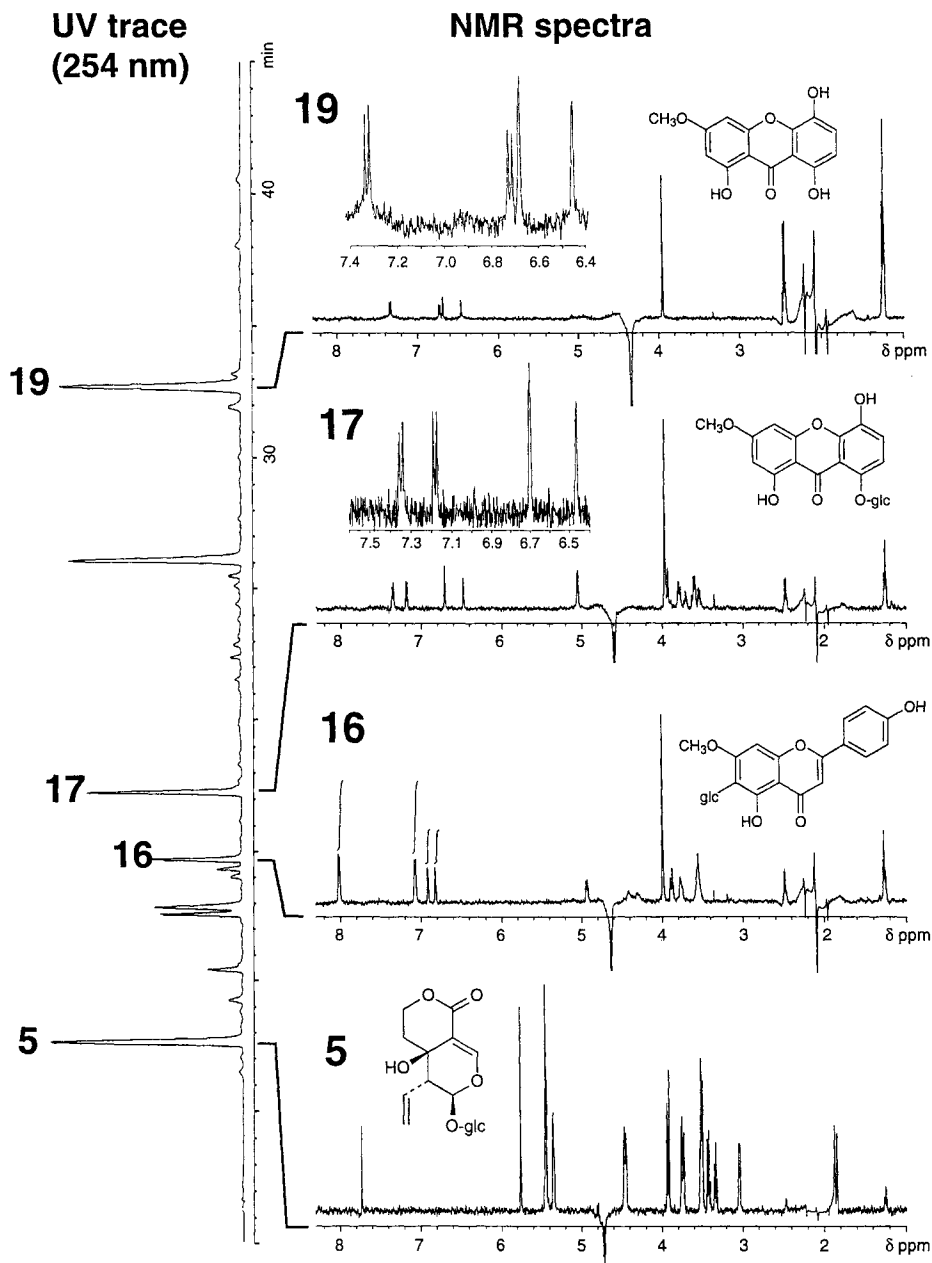 UV trace
(254 nm)
NMR spectra
min
40
30
19
17
16
5
19
7.4 7.2 7.0 6.8 6.6 6.4
OH
CH₃O O
HO O OH
8 7 6 5 4 3 δ ppm
17
7.5 7.3 7.1 6.9 6.7 6.5
OH
CH₃O O
HO O O-glc
8 7 6 5 4 3 2 δ ppm
16
OH
CH₃O O
glc
HO O
8 7 6 5 4 3 2 δ ppm
5
O O
HO O
O-glc
8 7 6 5 4 3 2 δ ppm